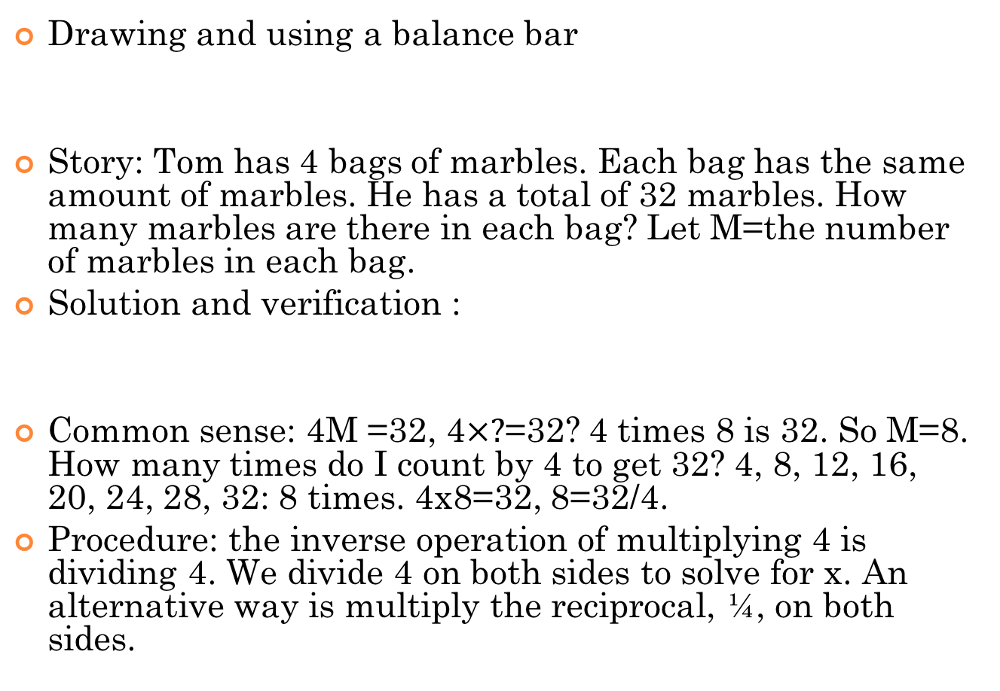 Drawing and using a balance bar
Story: Tom has 4 bags of marbles. Each bag has the same
amount of marbles. He has a total of 32 marbles. How
many marbles are there in each bag? Let M=the number
of marbles in each bag.
Solution and verification :
Common sense: 4M =32, 4×?=32? 4 times 8 is 32. So M=8.
How many times do I count by 4 to get 32? 4, 8, 12, 16,
20, 24, 28, 32: 8 times. 4x8=32, 8=32/4.
Procedure: the inverse operation of multiplying 4 is
dividing 4. We divide 4 on both sides to solve for x. An
alternative way is multiply the reciprocal, ¼, on both
sides.